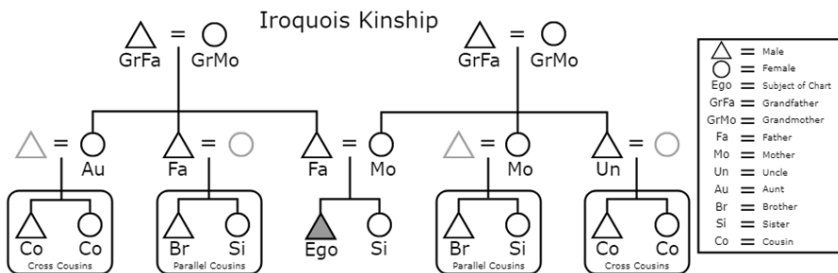 Iroquois Kinship
GrFa GrMo GrFa GrMo
Au Fa Fa Mo Mo Un
Co Co Br Si Ego Si Br Si Co Co
Cross Cousins Parallel Cousins Parallel Cousins Cross Cousins
= Male
= Female
Ego = Subject of Chart
GrFa = Grandfather
GrMo = Grandmother
Fa = Father
Mo = Mother
Un = Uncle
Au = Aunt
Br = Brother
Si = Sister
Co = Cousin